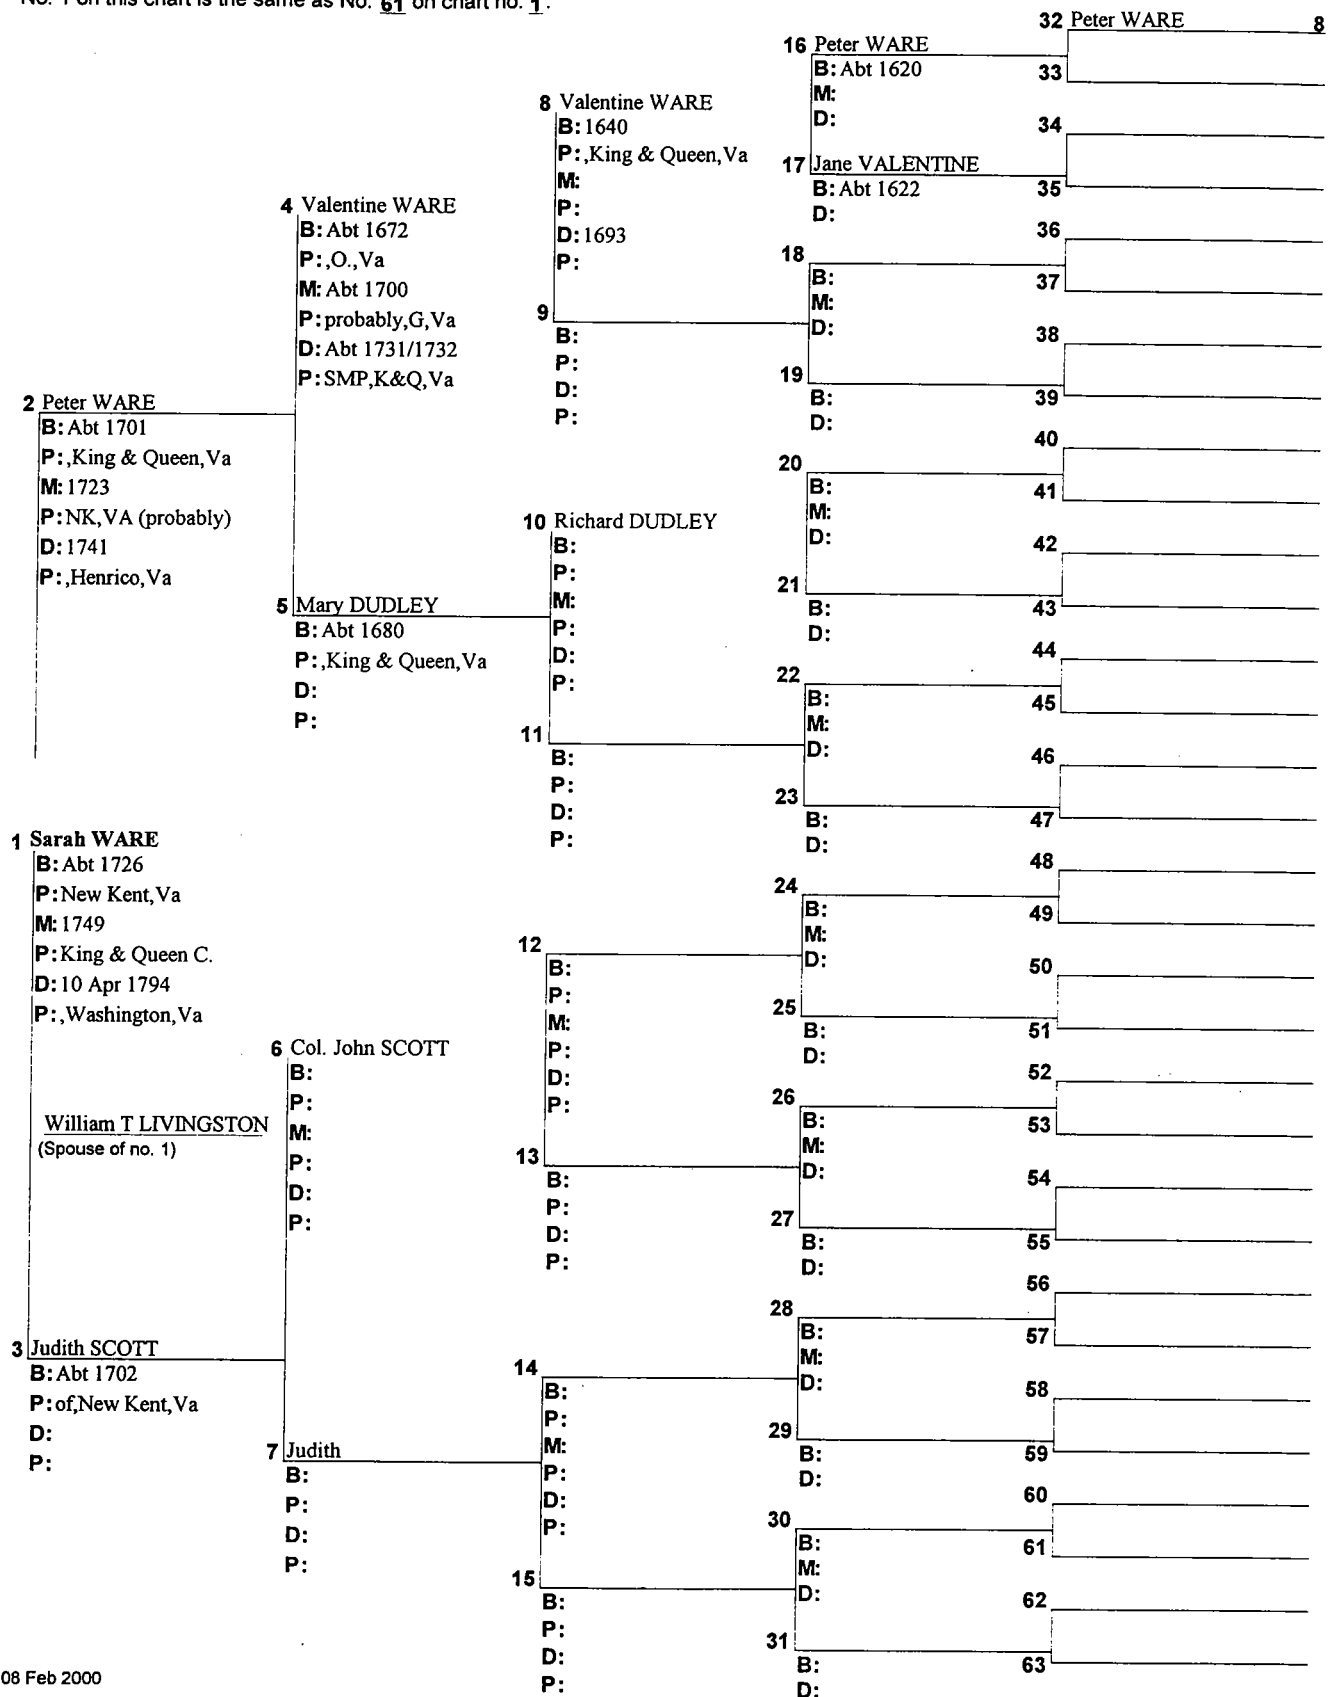 No. 1 on this chart is the same as No. 61 on chart no. 1.
1 Sarah WARE
B: Abt 1726
P: New Kent,Va
M: 1749
P: King & Queen C.
D: 10 Apr 1794
P: ,Washington,Va
William T LIVINGSTON
(Spouse of no. 1)
2 Peter WARE
B: Abt 1701
P: ,King & Queen,Va
M: 1723
P: NK,VA (probably)
D: 1741
P: ,Henrico,Va
3 Judith SCOTT
B: Abt 1702
P: of,New Kent,Va
D:
P:
4 Valentine WARE
B: Abt 1672
P: ,O.,Va
M: Abt 1700
P: probably,G,Va
D: Abt 1731/1732
P: SMP,K&Q,Va
5 Mary DUDLEY
B: Abt 1680
P: ,King & Queen,Va
D:
P:
6 Col. John SCOTT
B:
P:
M:
P:
D:
P:
7 Judith
B:
P:
D:
P:
8 Valentine WARE
B: 1640
P: ,King & Queen,Va
M:
P:
D: 1693
P:
9
B:
P:
D:
P:
10 Richard DUDLEY
B:
P:
M:
P:
D:
P:
11
B:
P:
D:
P:
12
B:
P:
M:
P:
D:
P:
13
B:
P:
D:
P:
14
B:
P:
M:
P:
D:
P:
15
B:
P:
D:
P:
16 Peter WARE
B: Abt 1620
M:
D:
17 Jane VALENTINE
B: Abt 1622
D:
18
B:
M:
D:
19
B:
D:
20
B:
M:
D:
21
B:
D:
22
B:
M:
D:
23
B:
D:
24
B:
M:
D:
25
B:
D:
26
B:
M:
D:
27
B:
D:
28
B:
M:
D:
29
B:
D:
30
B:
M:
D:
31
B:
D:
32 Peter WARE 8
33
34
35
36
37
38
39
40
41
42
43
44
45
46
47
48
49
50
51
52
53
54
55
56
57
58
59
60
61
62
63
08 Feb 2000